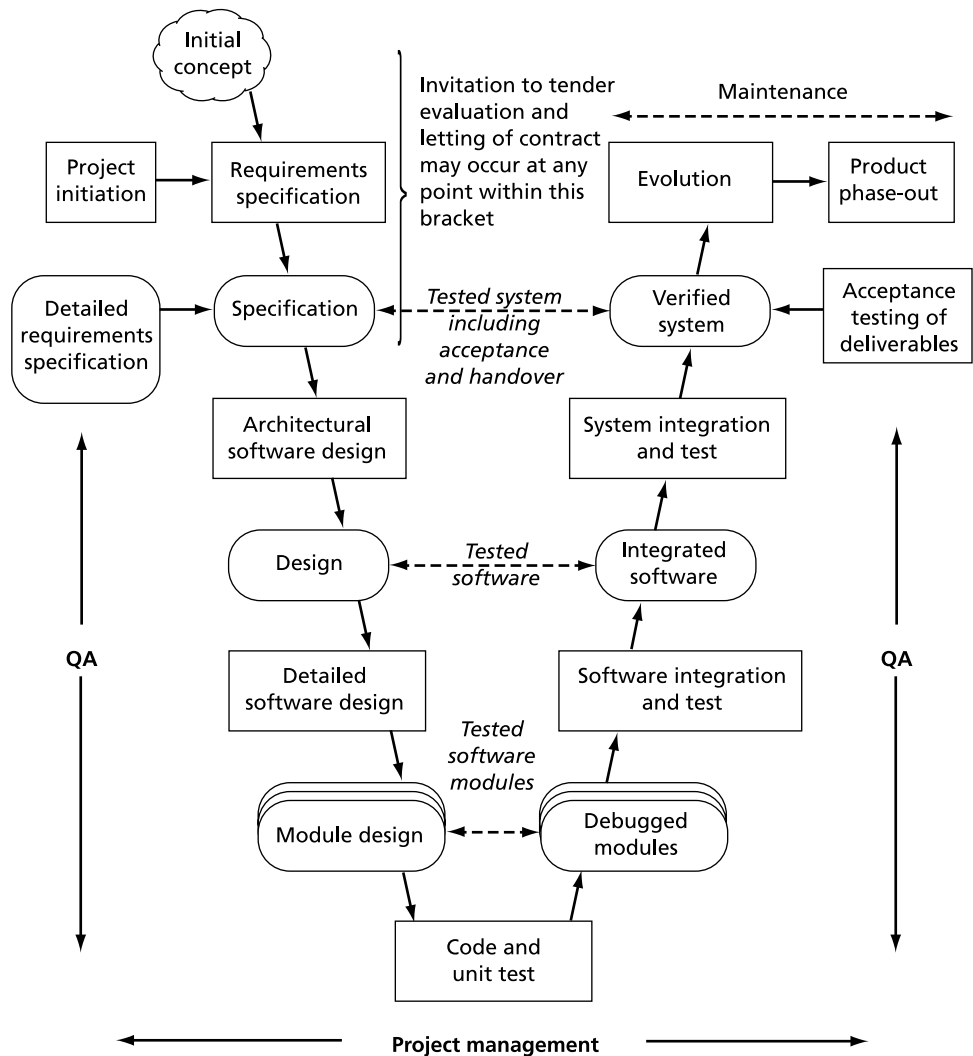 Initial
concept
Invitation to tender
evaluation and
letting of contract
may occur at any
point within this
bracket
Maintenance
Project
initiation
Requirements
specification
Evolution
Product
phase-out
Detailed
requirements
specification
Specification
Tested system
including
acceptance
and handover
Verified
system
Acceptance
testing of
deliverables
Architectural
software design
System integration
and test
Design
Tested
software
Integrated
software
QA
QA
Detailed
software design
Software integration
and test
Tested
software
modules
Module design
Debugged
modules
Code and
unit test
Project management